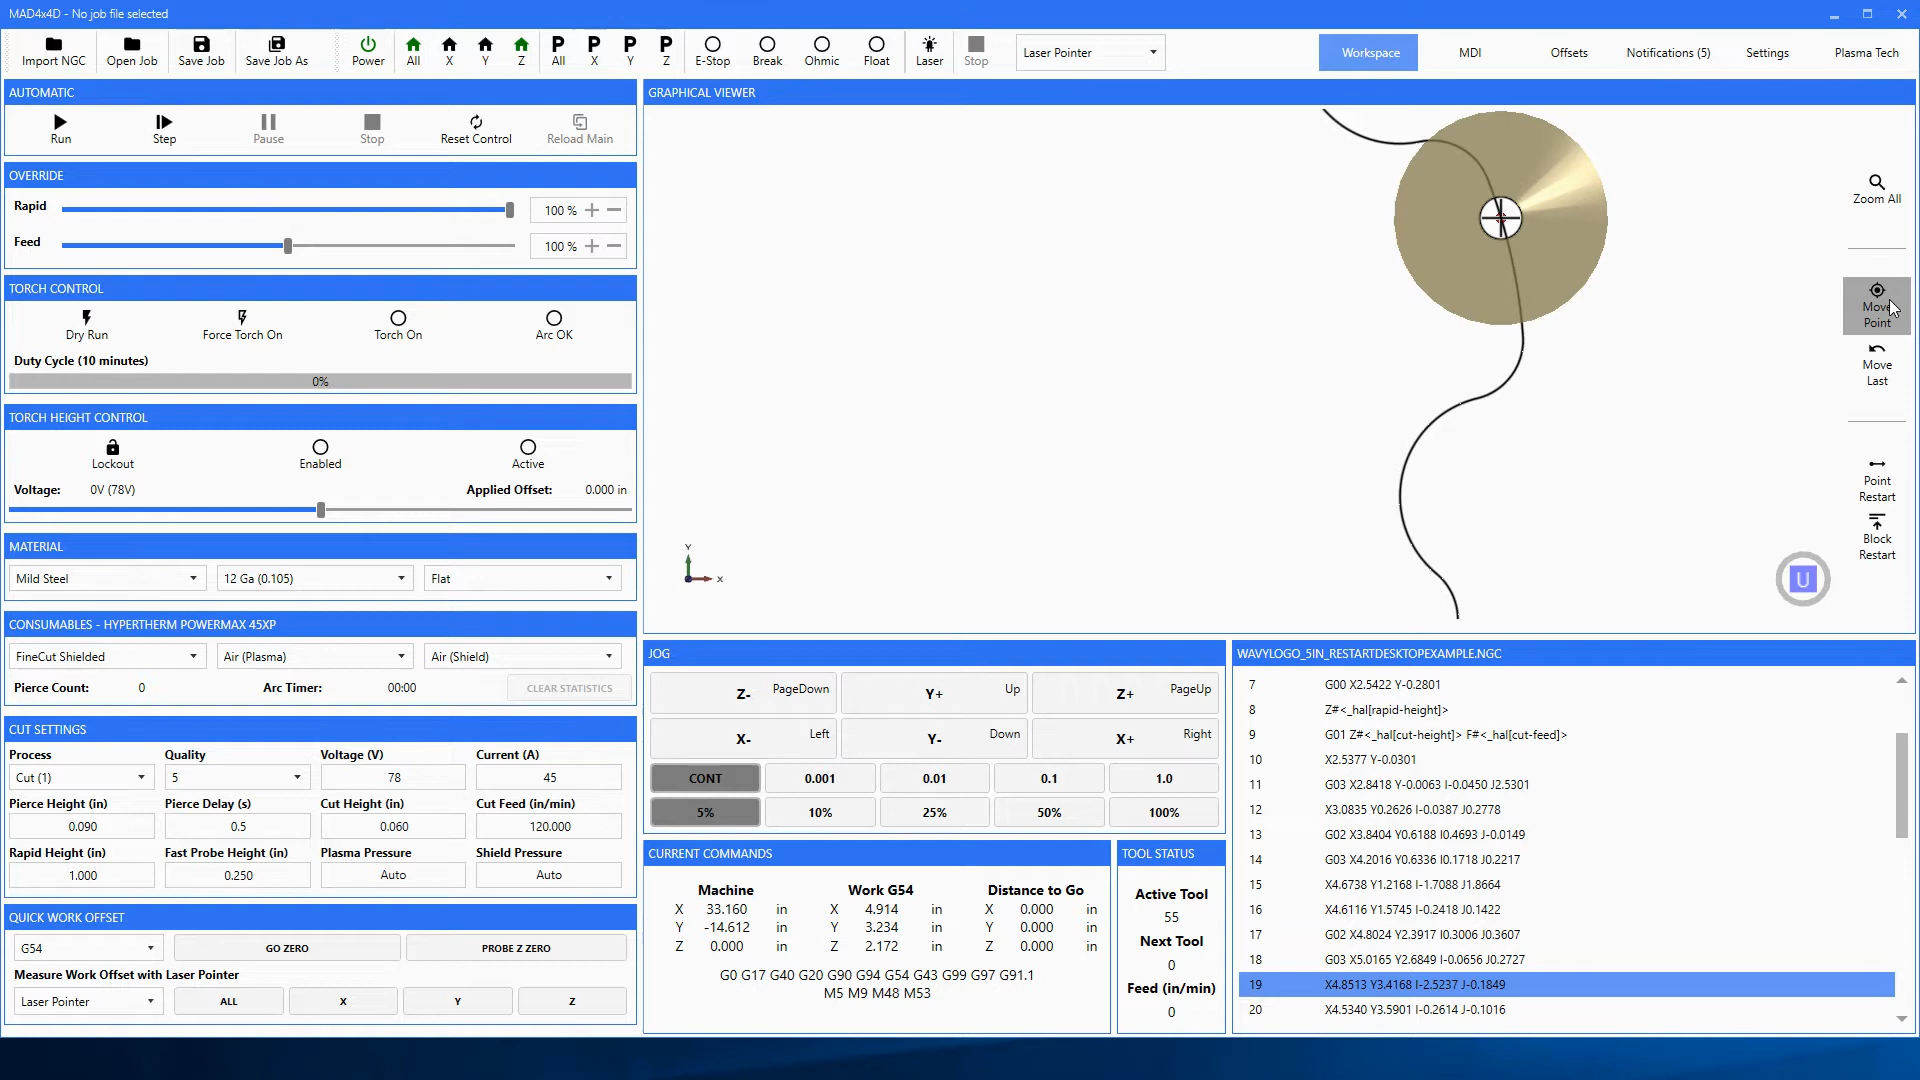 MAD4x4D - No job file selected
Import NGC Open Job Save Job Save Job As Power All X Y Z All X Y Z E-Stop Break Ohmic Float Laser Stop Laser Pointer Workspace MDI Offsets Notifications (5) Settings Plasma Tech
P P P P
AUTOMATIC
Run Step Pause Stop Reset Control Reload Main
OVERRIDE
Rapid 100 %
Feed 100 %
TORCH CONTROL
Dry Run Force Torch On Torch On Arc OK
Duty Cycle (10 minutes)
0%
TORCH HEIGHT CONTROL
Lockout Enabled Active
Voltage: 0V (78V) Applied Offset: 0.000 in
MATERIAL
Mild Steel 12 Ga (0.105) Flat
CONSUMABLES - HYPERTHERM POWERMAX 45XP
FineCut Shielded Air (Plasma) Air (Shield)
Pierce Count: 0 Arc Timer: 00:00 CLEAR STATISTICS
CUT SETTINGS
Process Quality Voltage (V) Current (A)
Cut (1) 5 78 45
Pierce Height (in) Pierce Delay (s) Cut Height (in) Cut Feed (in/min)
0.090 0.5 0.060 120.000
Rapid Height (in) Fast Probe Height (in) Plasma Pressure Shield Pressure
1.000 0.250 Auto Auto
QUICK WORK OFFSET
G54 GO ZERO PROBE Z ZERO
Measure Work Offset with Laser Pointer
Laser Pointer ALL X Y Z
GRAPHICAL VIEWER
Y
X
Zoom All
Move
Point
Move
Last
Point
Restart
Block
Restart
U
JOG
Z- PageDown Y+ Up Z+ PageUp
X- Left Y- Down X+ Right
CONT 0.001 0.01 0.1 1.0
5% 10% 25% 50% 100%
CURRENT COMMANDS
Machine Work G54 Distance to Go
X 33.160 in X 4.914 in X 0.000 in
Y -14.612 in Y 3.234 in Y 0.000 in
Z 0.000 in Z 2.172 in Z 0.000 in
G0 G17 G40 G20 G90 G94 G54 G43 G99 G97 G91.1
M5 M9 M48 M53
TOOL STATUS
Active Tool
55
Next Tool
0
Feed (in/min)
0
WAVYLOGO_5IN_RESTARTDESKTOPEXAMPLE.NGC
7 G00 X2.5422 Y-0.2801
8 Z#<_hal[rapid-height]>
9 G01 Z#<_hal[cut-height]> F#<_hal[cut-feed]>
10 X2.5377 Y-0.0301
11 G03 X2.8418 Y-0.0063 I-0.0450 J2.5301
12 X3.0835 Y0.2626 I-0.0387 J0.2778
13 G02 X3.8404 Y0.6188 I0.4693 J-0.0149
14 G03 X4.2016 Y0.6336 I0.1718 J0.2217
15 X4.6738 Y1.2168 I-1.7088 J1.8664
16 X4.6116 Y1.5745 I-0.2418 J0.1422
17 G02 X4.8024 Y2.3917 I0.3006 J0.3607
18 G03 X5.0165 Y2.6849 I-0.0656 J0.2727
19 X4.8513 Y3.4168 I-2.5237 J-0.1849
20 X4.5340 Y3.5901 I-0.2614 J-0.1016